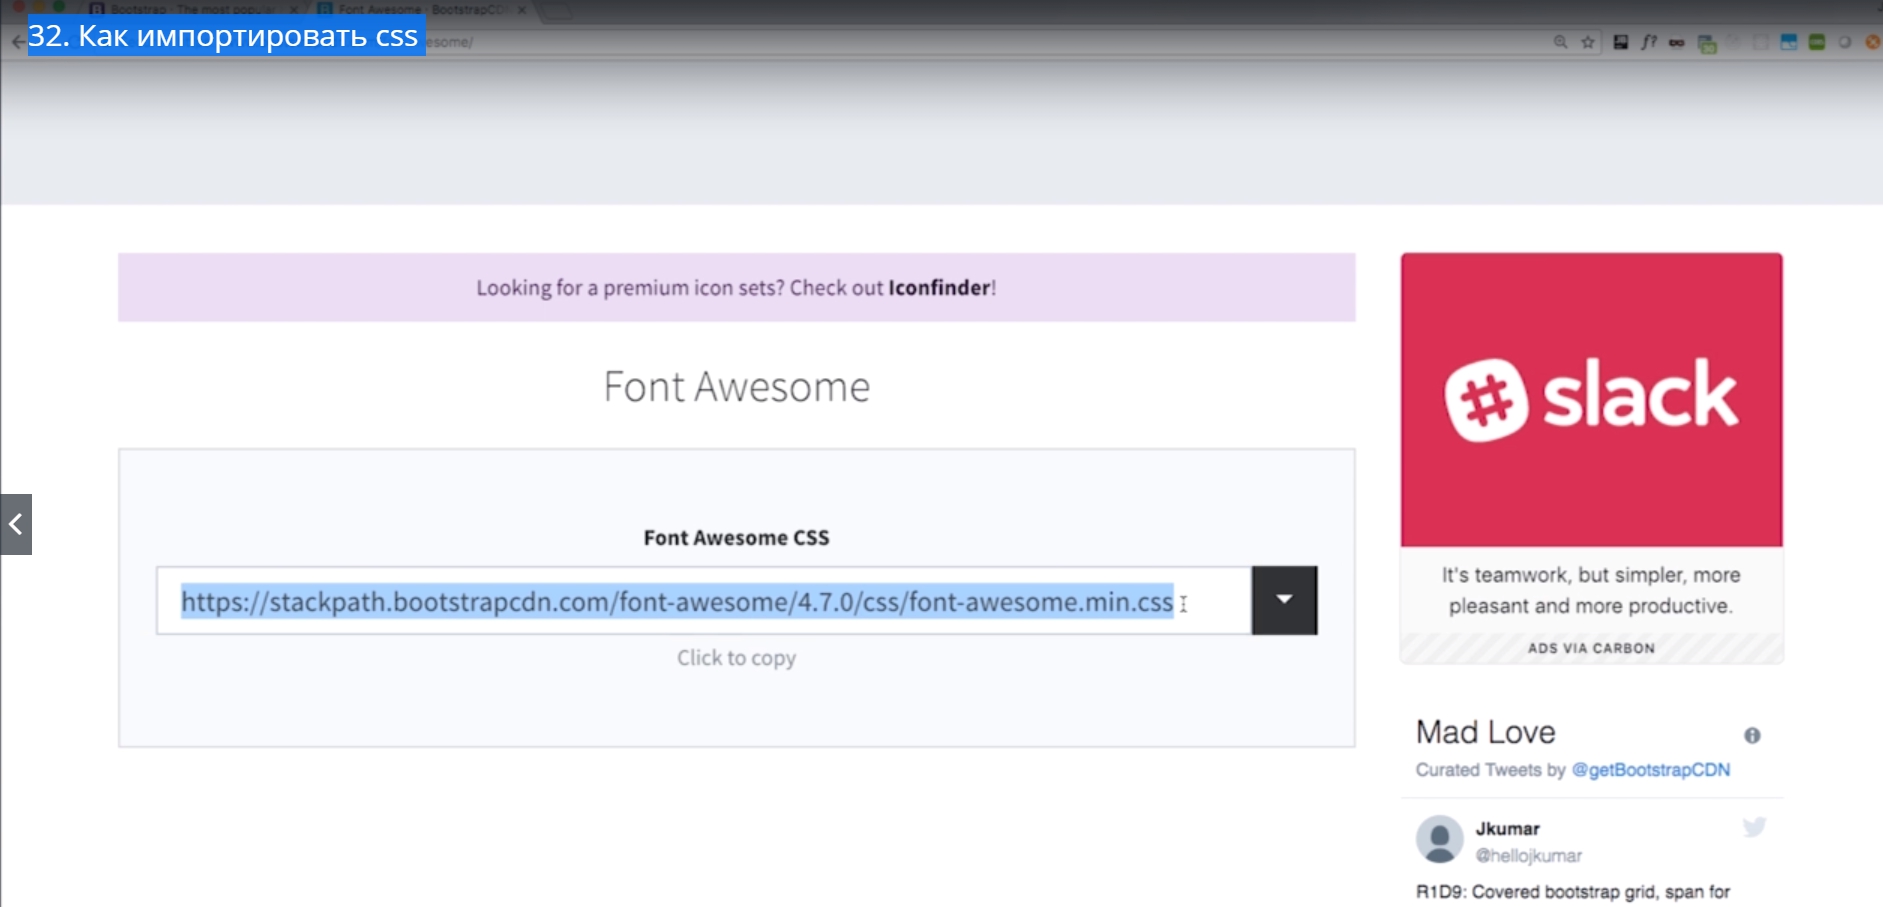 Bootstrap · The most popular
Font Awesome · BootstrapCDN
32. Как импортировать css
esome/
Looking for a premium icon sets? Check out Iconfinder!
Font Awesome
Font Awesome CSS
https://stackpath.bootstrapcdn.com/font-awesome/4.7.0/css/font-awesome.min.css
Click to copy
slack
It's teamwork, but simpler, more
pleasant and more productive.
ADS VIA CARBON
Mad Love
Curated Tweets by @getBootstrapCDN
Jkumar
@hellojkumar
R1D9: Covered bootstrap grid, span for